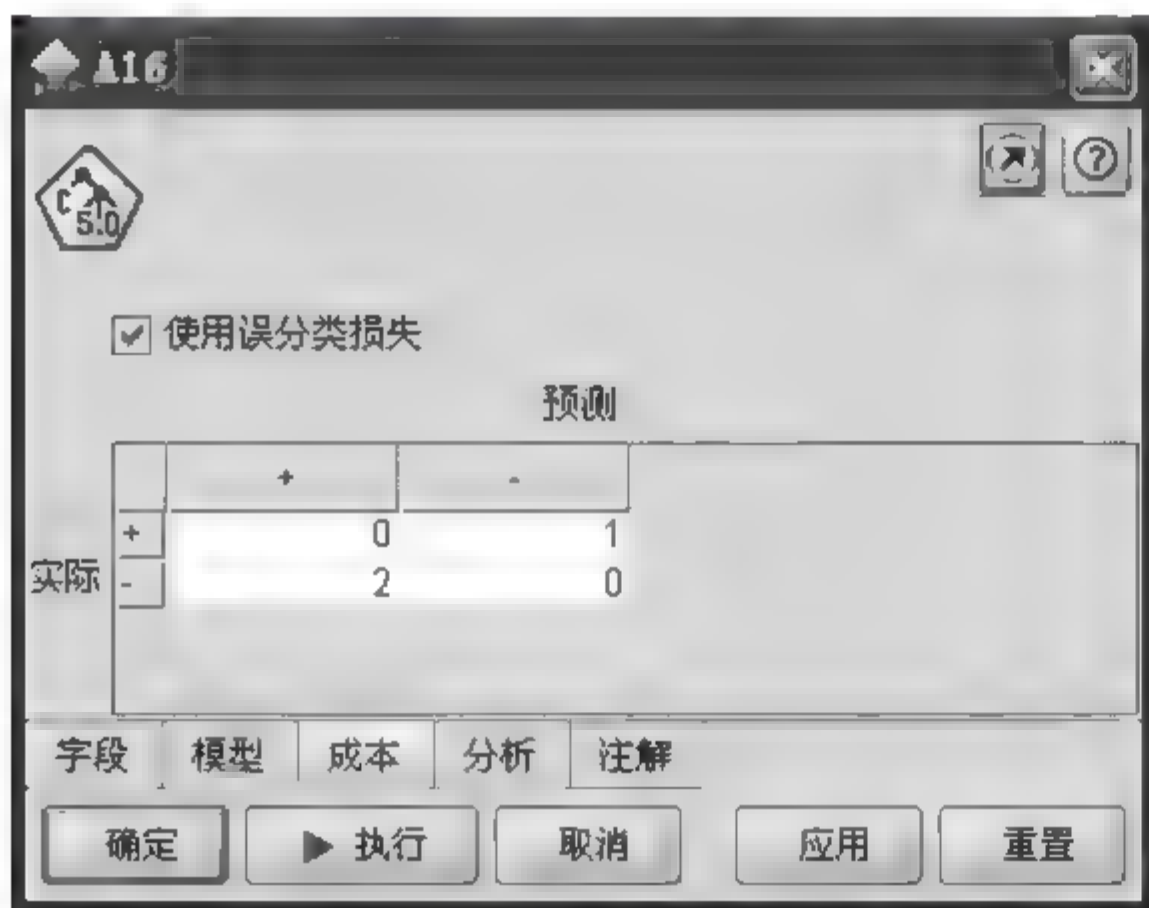 A16
C 5.0
使用误分类损失
预测
+ -
+ 0 1
实际
- 2 0
字段 模型 成本 分析 注解
确定 执行 取消 应用 重置